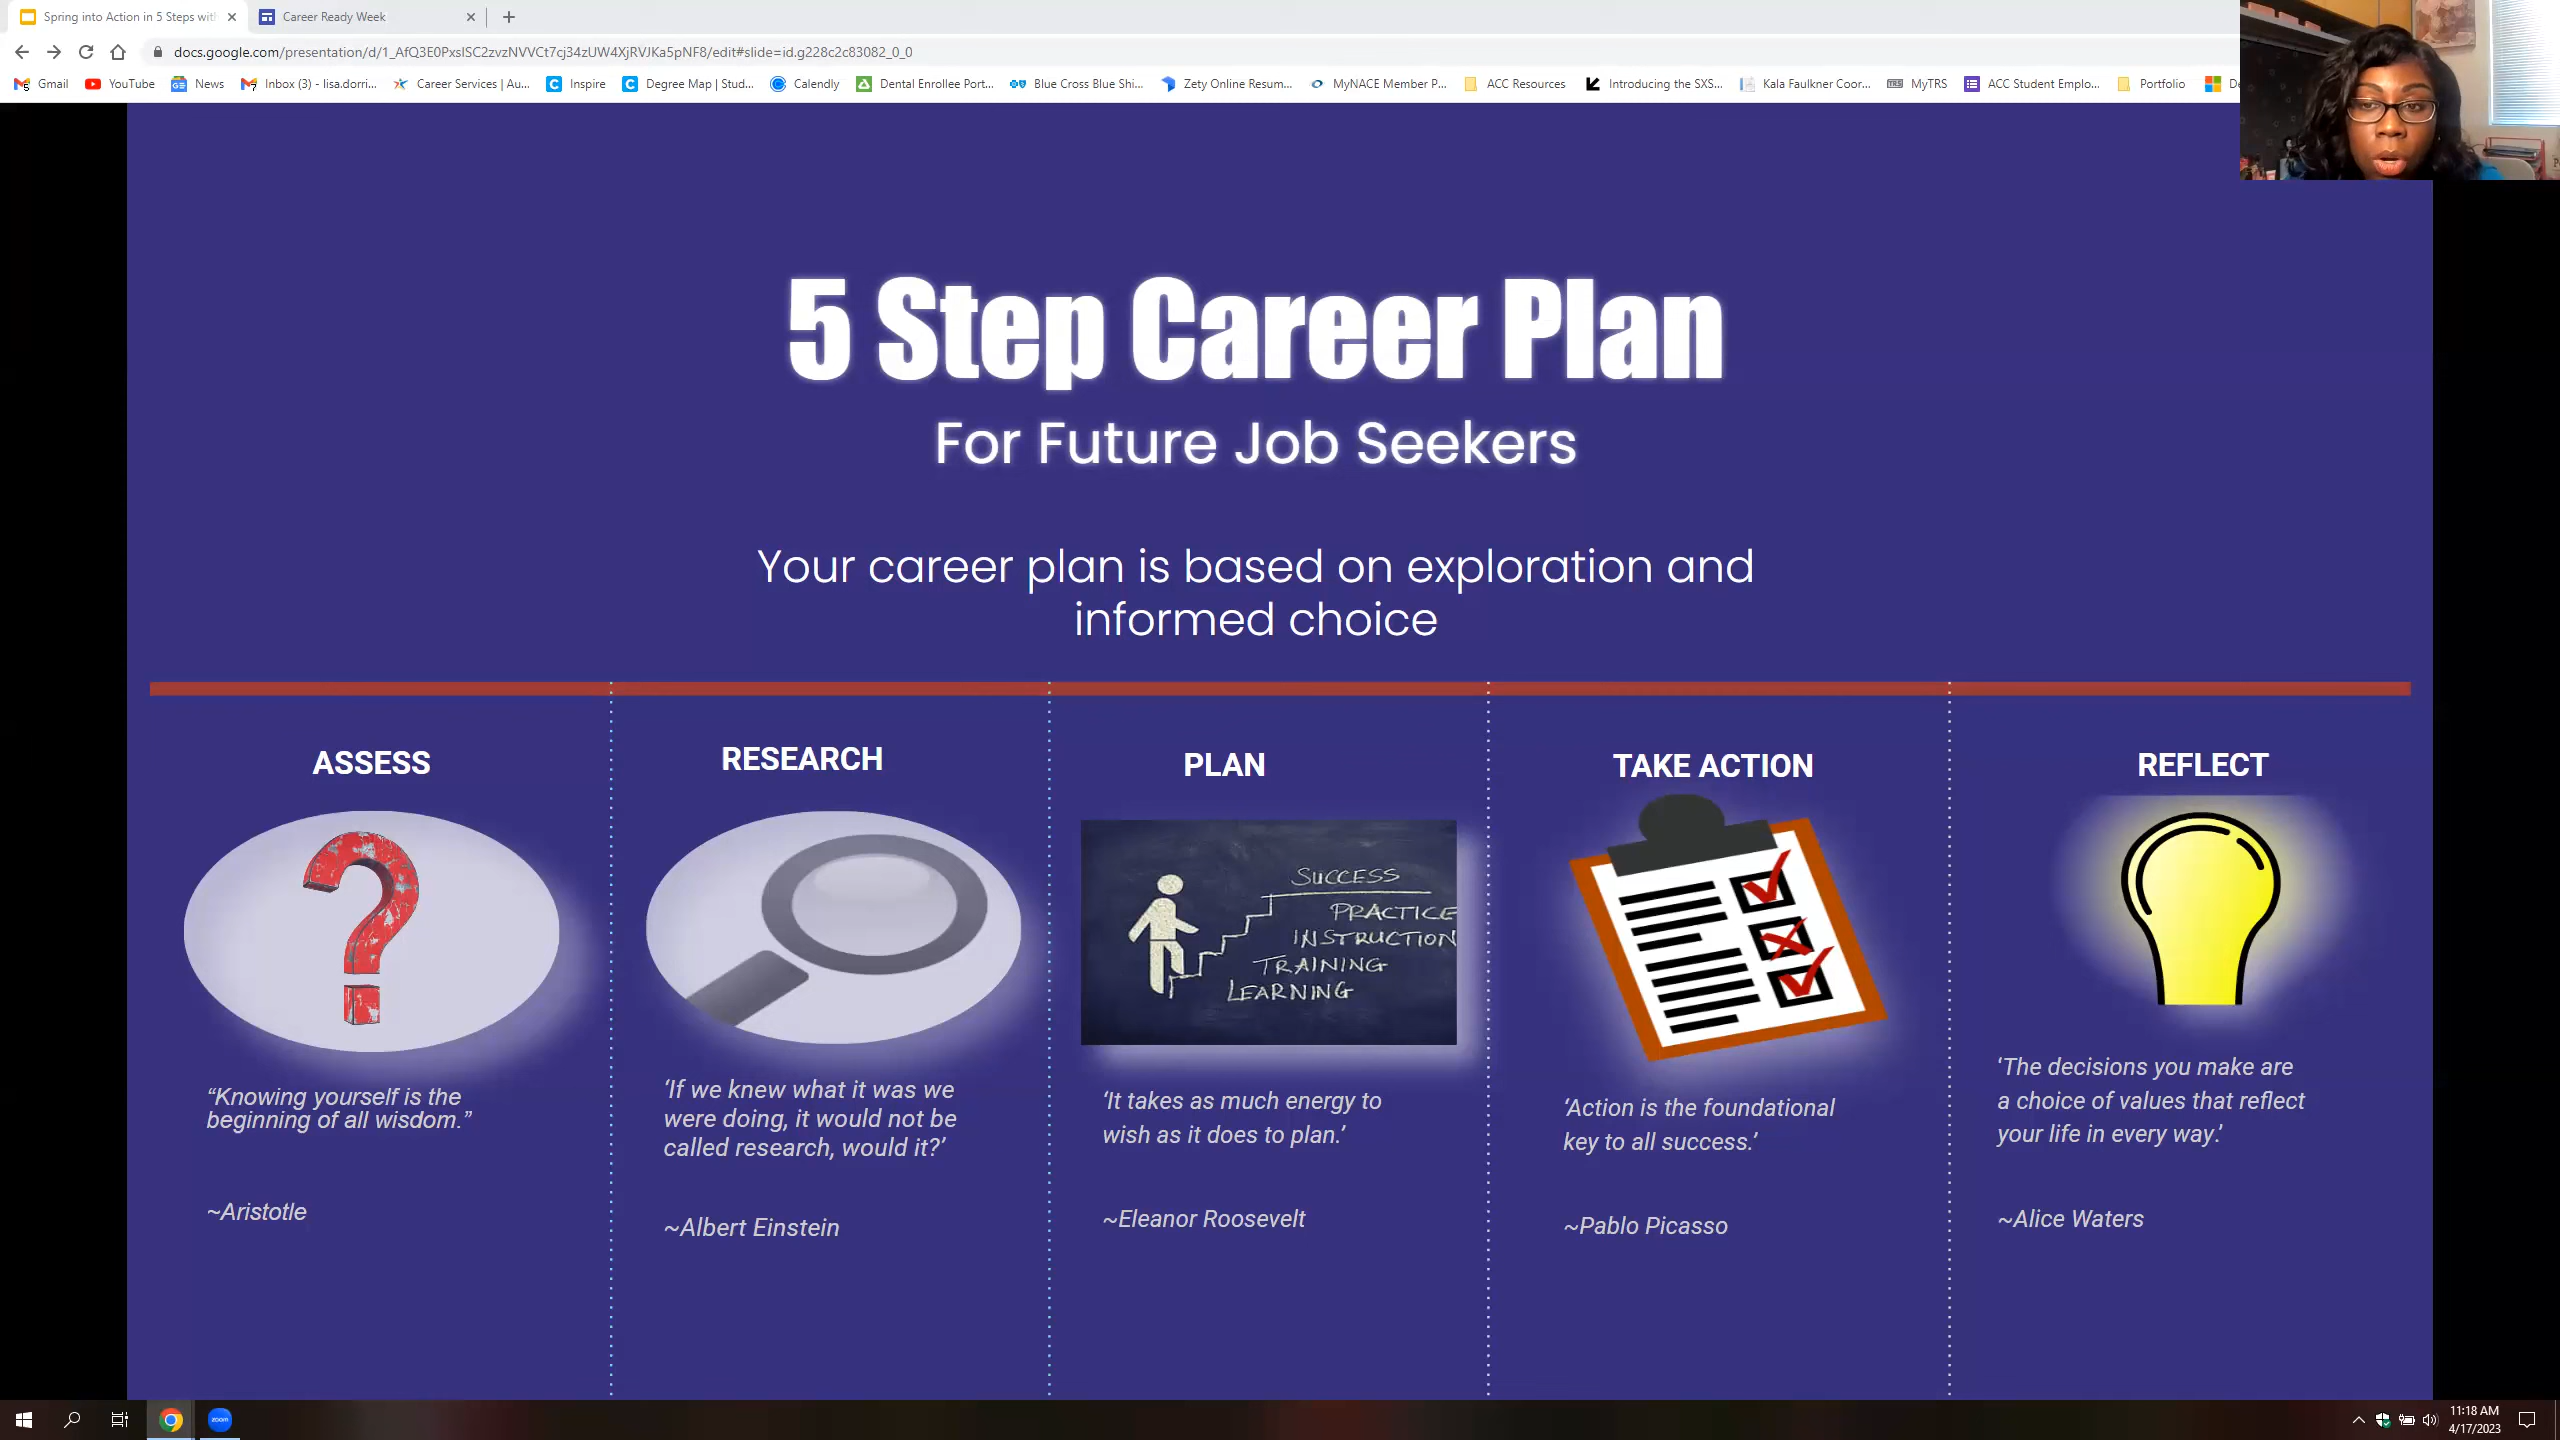 Spring into Action in 5 Steps with
Career Ready Week
docs.google.com/presentation/d/1_AfQ3E0PxslSC2zvzNVVCt7cj34zUW4XjRVJKa5pNF8/edit#slide=id.g228c2c83082_0_0
Gmail YouTube News Inbox (3) - lisa.dorri... Career Services | Au... Inspire Degree Map | Stud... Calendly Dental Enrollee Port... Blue Cross Blue Shi... Zety Online Resum... MyNACE Member P... ACC Resources Introducing the SXS... Kala Faulkner Coor... MyTRS ACC Student Emplo... Portfolio
5 Step Career Plan
For Future Job Seekers
Your career plan is based on exploration and
informed choice
ASSESS
“Knowing yourself is the
beginning of all wisdom.”
~Aristotle
RESEARCH
‘If we knew what it was we
were doing, it would not be
called research, would it?’
~Albert Einstein
PLAN
SUCCESS
PRACTICE
INSTRUCTION
TRAINING
LEARNING
‘It takes as much energy to
wish as it does to plan.’
~Eleanor Roosevelt
TAKE ACTION
‘Action is the foundational
key to all success.’
~Pablo Picasso
REFLECT
‘The decisions you make are
a choice of values that reflect
your life in every way.’
~Alice Waters
zoom
11:18 AM
4/17/2023